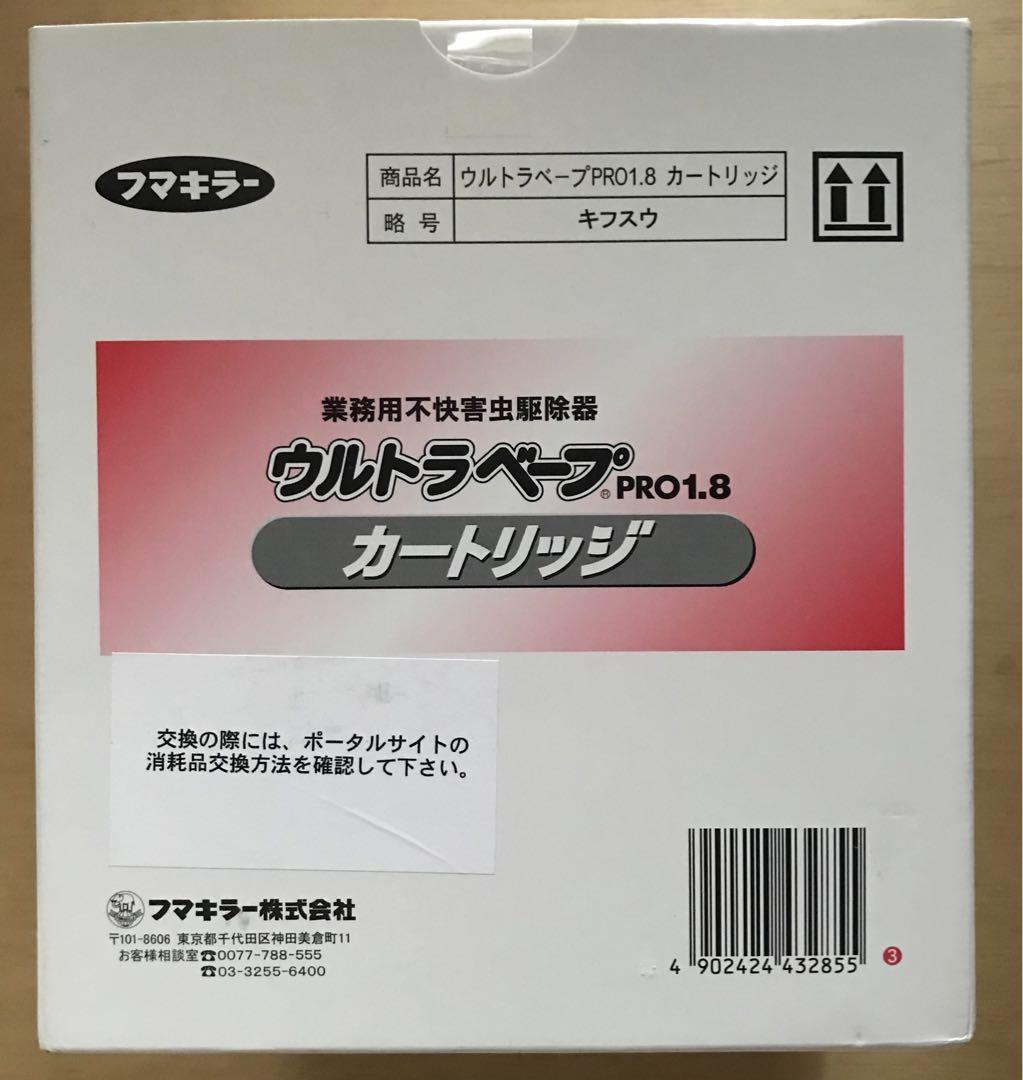 フマキラー
商品名 ウルトラベープPRO1.8 カートリッジ
略号 キフスウ
業務用不快害虫駆除器
ウルトラベープ® PRO1.8
カートリッジ
交換の際には、ポータルサイトの
消耗品交換方法を確認して下さい。
フマキラー株式会社
〒101-8606 東京都千代田区神田美倉町11
お客様相談室☎0077-788-555
☎03-3255-6400
4 902424 432855
3